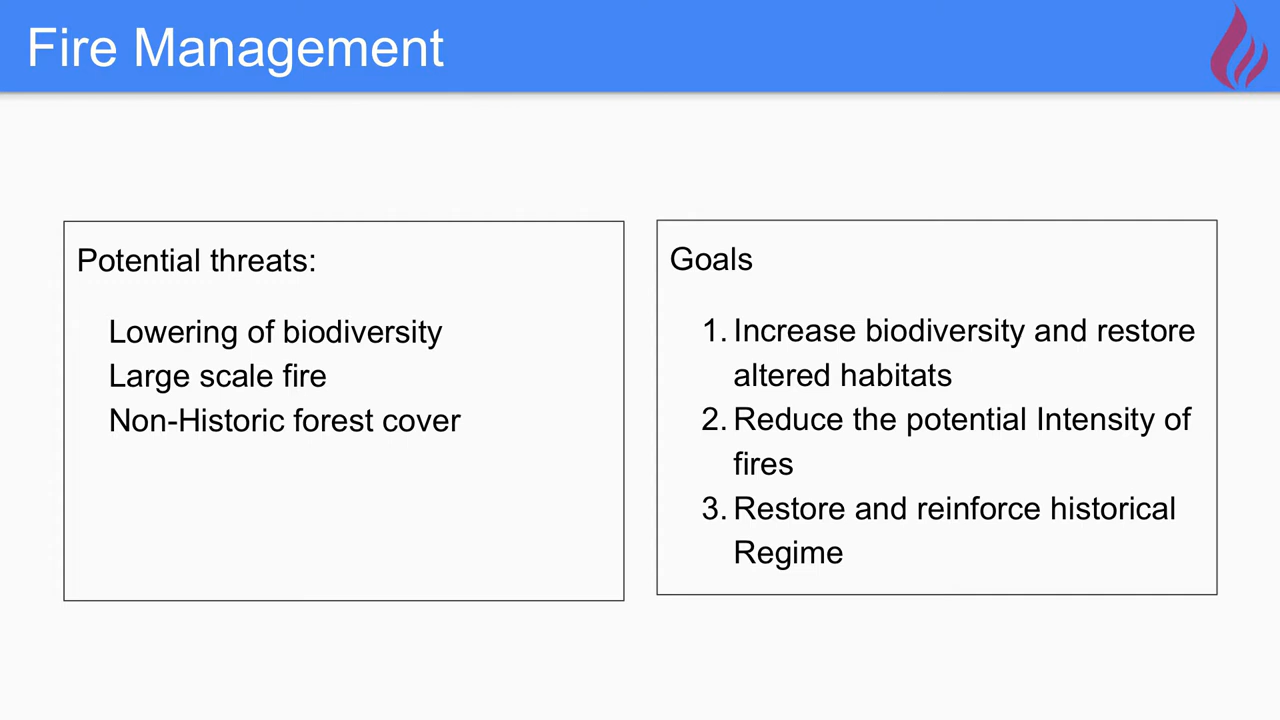 Fire Management
Potential threats:
Lowering of biodiversity
Large scale fire
Non-Historic forest cover
Goals
1. Increase biodiversity and restore
altered habitats
2. Reduce the potential Intensity of
fires
3. Restore and reinforce historical
Regime